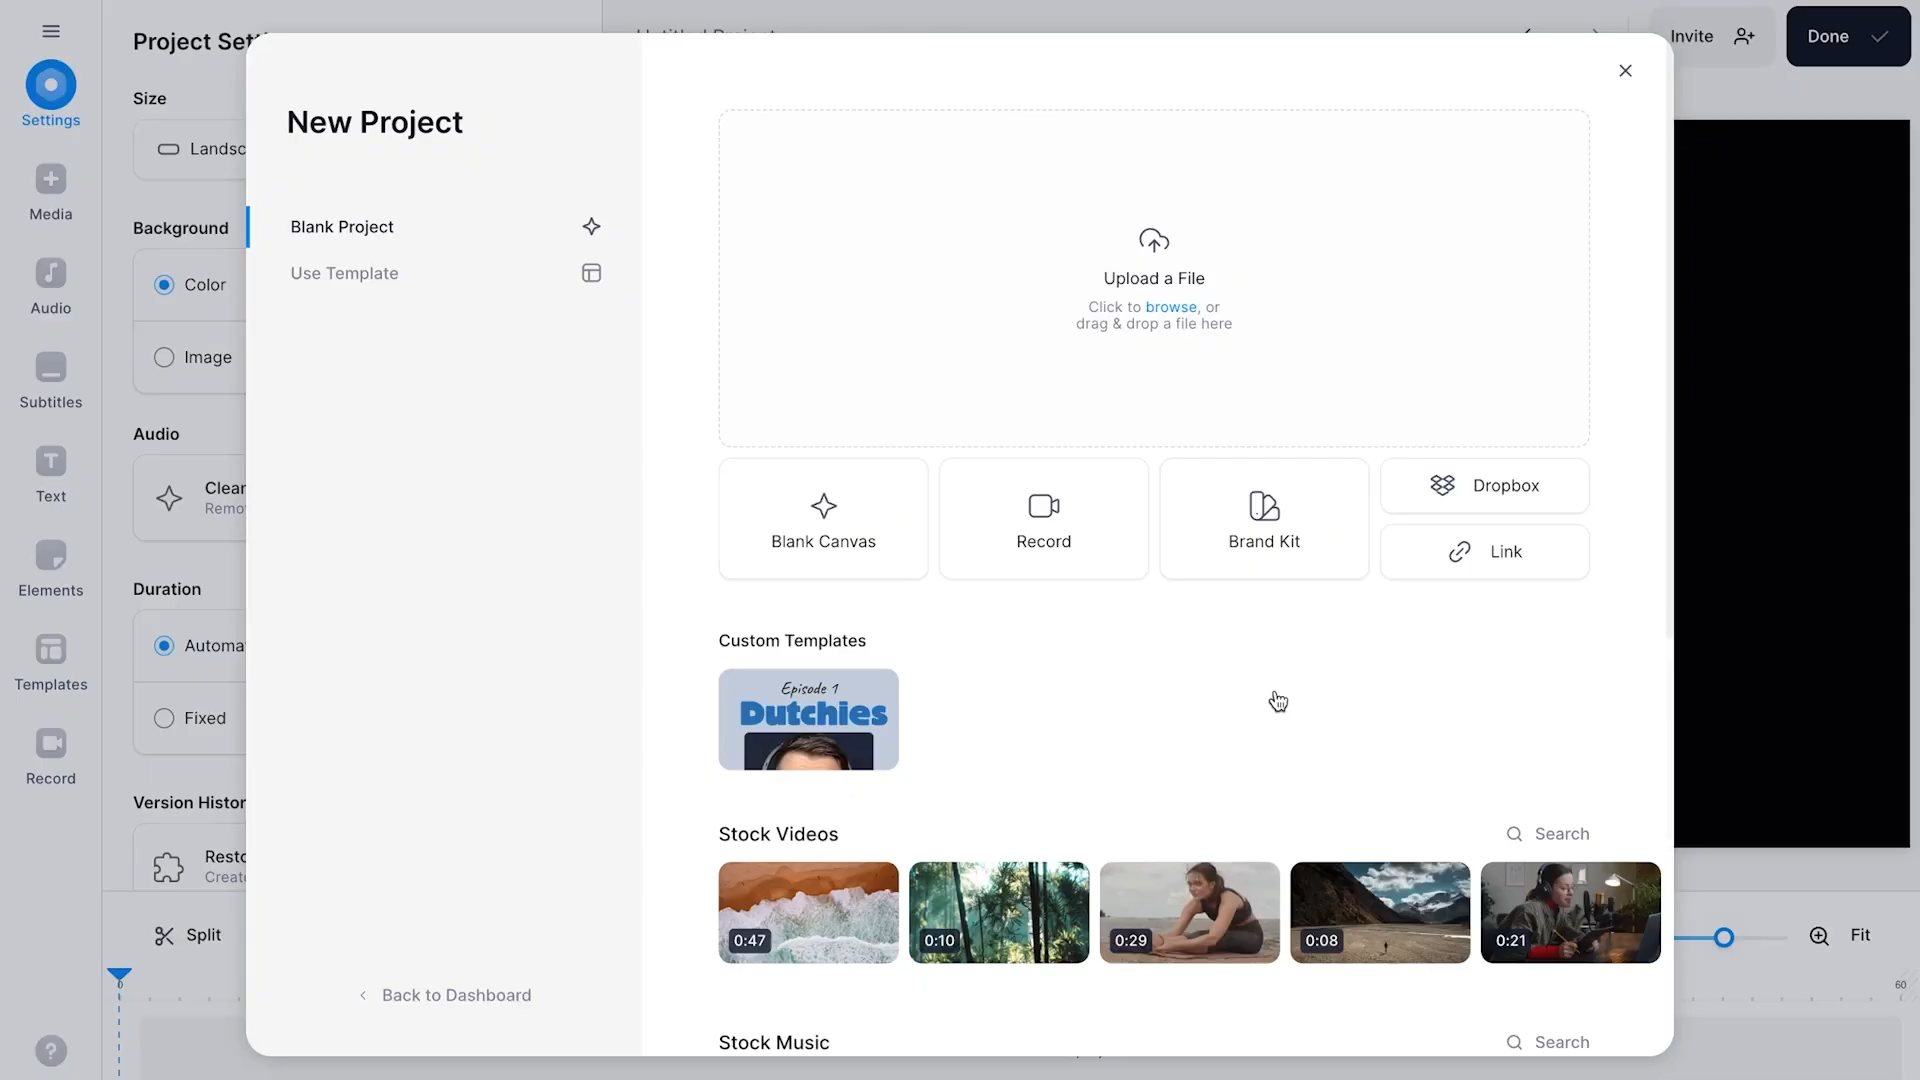 Project Set
Untitled Project
Invite
Done
Settings
Media
Audio
Subtitles
Text
Elements
Templates
Record
Size
Landsc
Background
Color
Image
Audio
Clear
Remo
Duration
Automa
Fixed
Version Histor
Resto
Create
New Project
Blank Project
Use Template
Back to Dashboard
Upload a File
Click to browse, or
drag & drop a file here
Blank Canvas
Record
Brand Kit
Dropbox
Link
Custom Templates
Episode 1
Dutchies
Stock Videos
Search
0:47
0:10
0:29
0:08
0:21
Stock Music
Search
Split
Fit
0
60
?